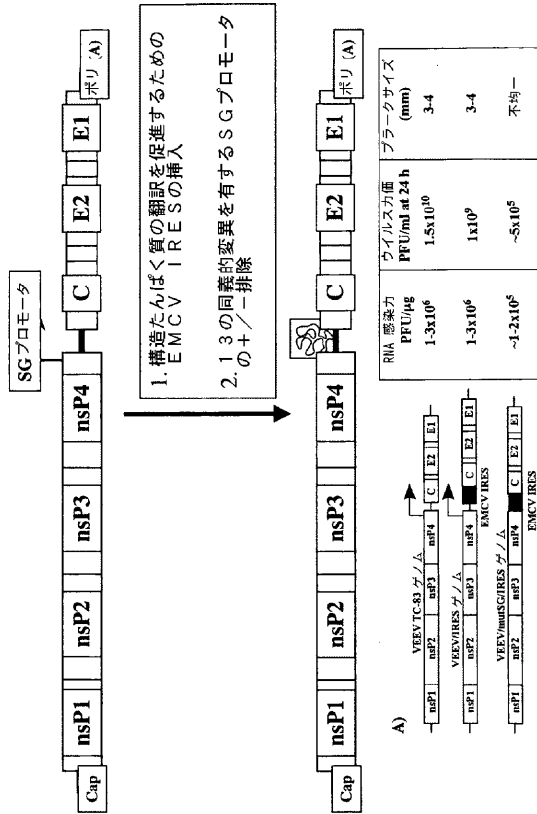 SGプロモータ
Cap
nsP1
nsP2
nsP3
nsP4
C
E2
E1
ポリ (A)
1. 構造たんぱく質の翻訳を促進するための
EMCV IRESの挿入
2. 13の同義的変異を有するSGプロモータ
の+/-排除
Cap
nsP1
nsP2
nsP3
nsP4
C
E2
E1
ポリ (A)
A)
VEEV TC-83 ゲノム
nsP1 nsP2 nsP3 nsP4 C E2 E1
VEEV/IRES ゲノム
nsP1 nsP2 nsP3 nsP4 C E2 E1
EMCV IRES
VEEV/mutSG/IRES ゲノム
nsP1 nsP2 nsP3 nsP4 C E2 E1
EMCV IRES
RNA 感染力 ウイルス力価 プラークサイズ
PFU/μg PFU/ml at 24 h (mm)
1-3x10⁶ 1.5x10¹⁰ 3-4
1-3x10⁶ 1x10⁹ 3-4
~1-2x10⁵ ~5x10⁵ 不均一